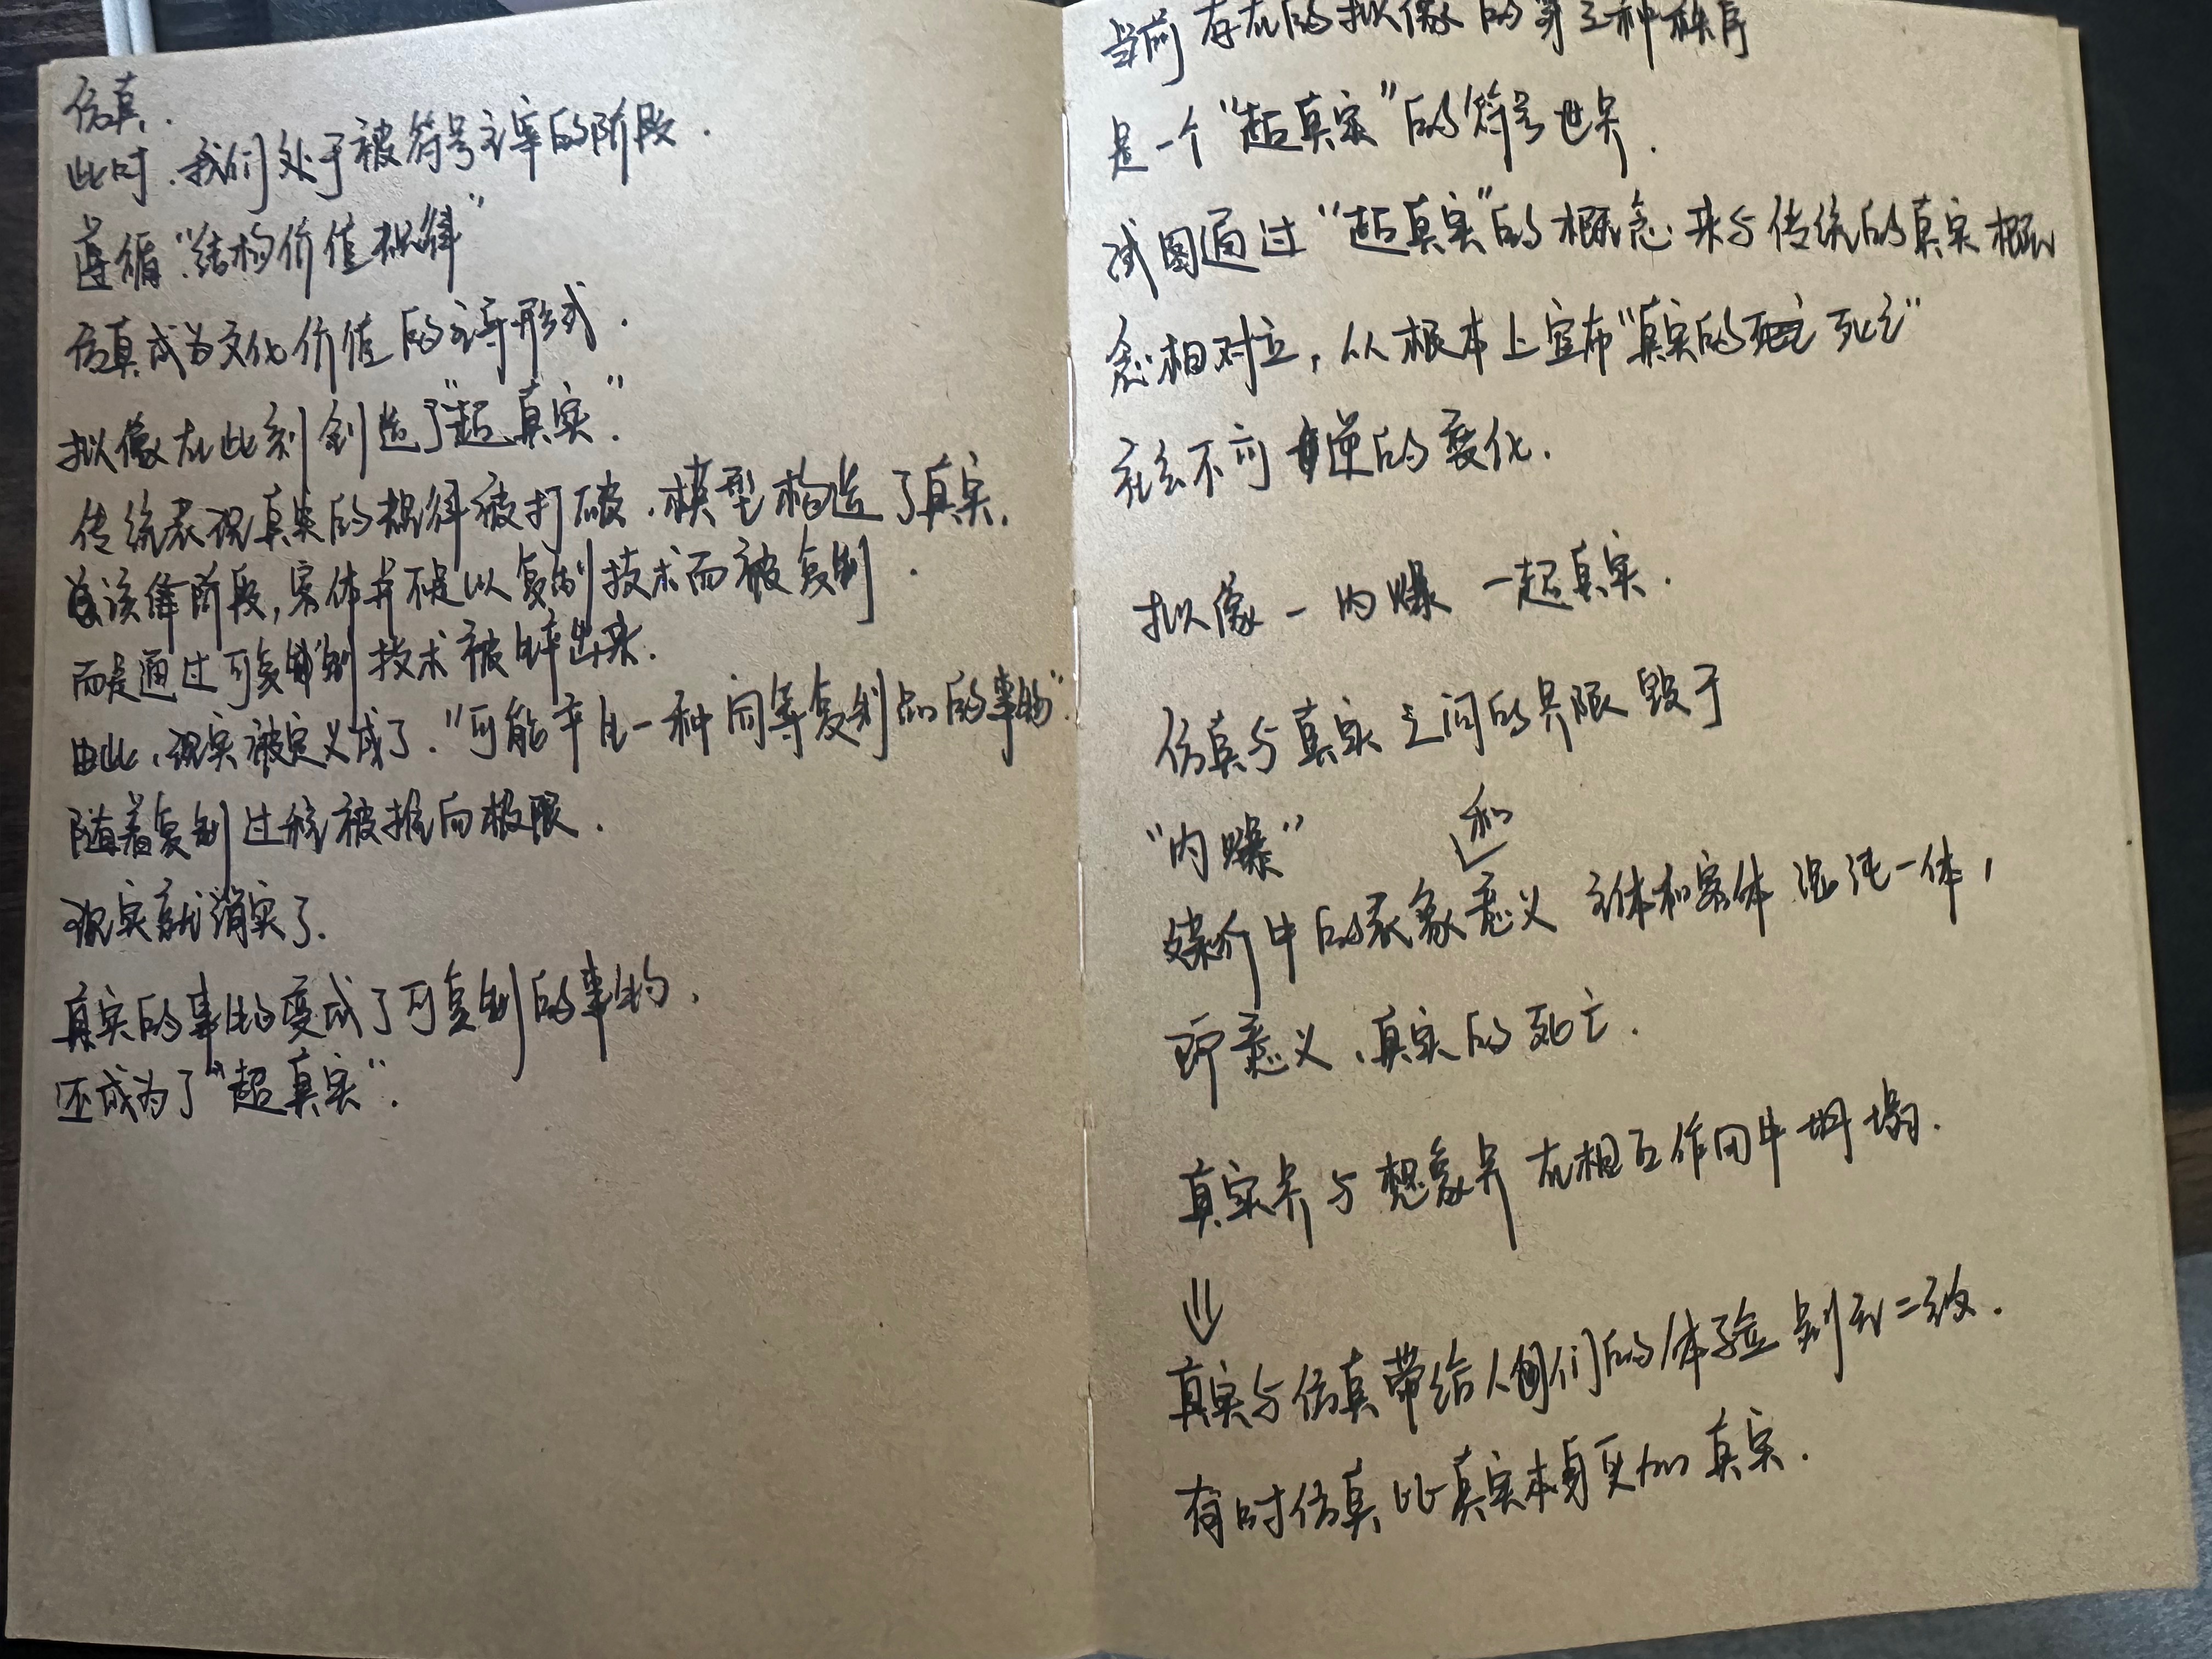 仿真.
此时.我们处于被符号主宰的阶段.
遵循“结构价值规律”
仿真成为文化价值的主导形式.
拟像在此刻创造了“超真实”.
传统表现真实的规律被打破.模型构造了真实.
该阶段,客体并不是以复制技术而被复制.
而是通过可复制技术被生产出来.
由此,现实被定义成了.“可能产生一种同等复制品的事物”.
随着复制过程被推向极限.
现实就消实了.
真实的事物变成了可复制的事物.
还成为了“超真实”.
当前存在的拟像的第三种秩序
是一个“超真实”的符号世界.
试图通过“超真实”的概念.来与传统的真实概
念相对立,从根本上宣布“真实的死亡”
社会不可逆的变化.
拟像-内爆-超真实.
仿真与真实之间的界限毁于
“内爆”
媒介中的表象和意义 主体和客体 混沌一体,
即意义、真实的死亡.
真实界与想象界在相互作用中坍塌.
⇓
真实与仿真带给人们的体验别无二致.
有时仿真比真实本身更加真实.